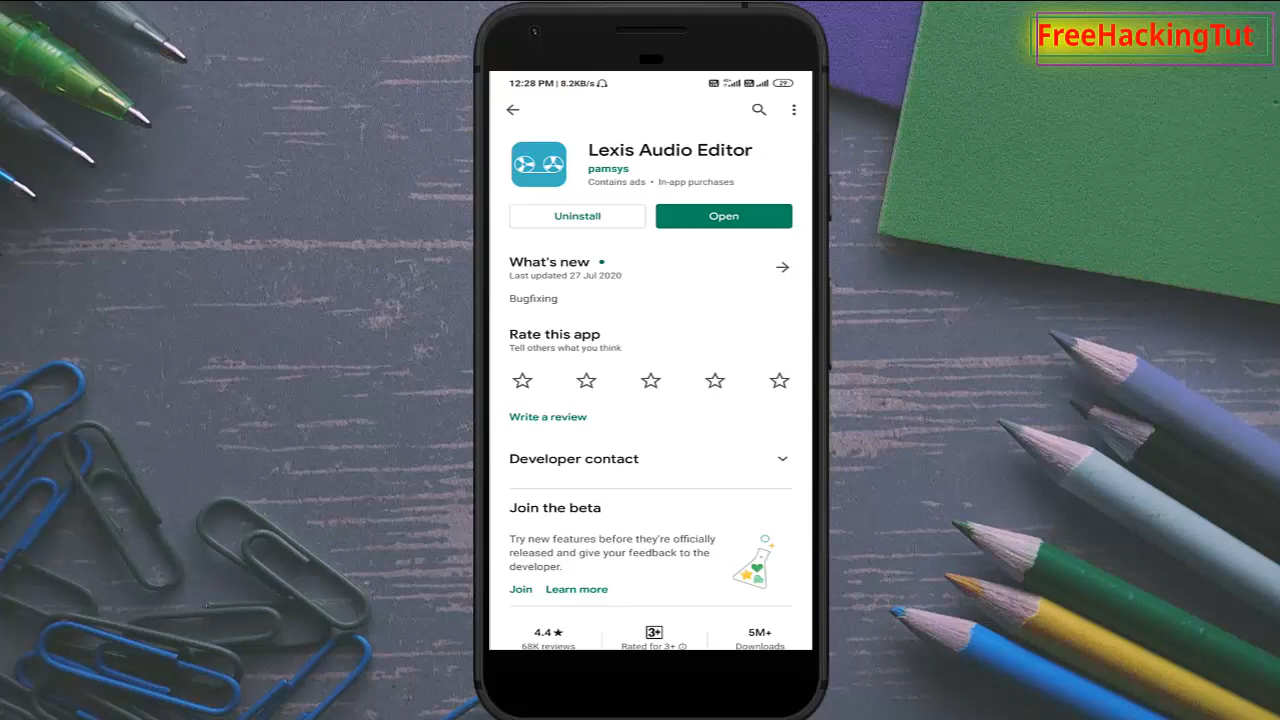 FreeHackingTut
12:28 PM | 8.2KB/s
29
Lexis Audio Editor
pamsys
Contains ads • In-app purchases
Uninstall
Open
What's new •
Last updated 27 Jul 2020
Bugfixing
Rate this app
Tell others what you think
Write a review
Developer contact
Join the beta
Try new features before they're officially
released and give your feedback to the
developer.
Join Learn more
4.4★ 3+ 5M+
68K reviews Rated for 3+ Downloads